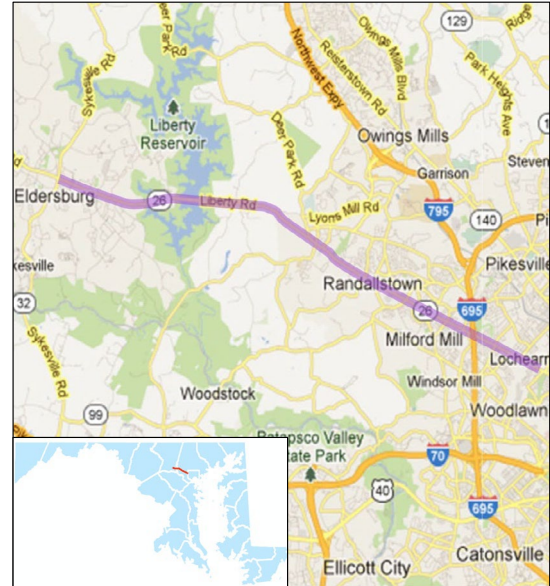 Deer Park
Rd
129
Ridge
Sykesville Rd
Northwest Expy
Owings Mills Blvd
Reisterstown Rd
Park Heights Ave
Liberty
Reservoir
Deer Park Rd
Owings Mills
Garrison
Steven
Eldersburg
26
Liberty Rd
Lyons Mill Rd
795
140
Pikesville
kesville
32
Randallstown
26
695
Milford Mill
Lochearn
Sykesville Rd
Windsor Mill
Woodstock
Woodlawn
99
Patapsco Valley
State Park
70
40
695
Catonsville
Ellicott City